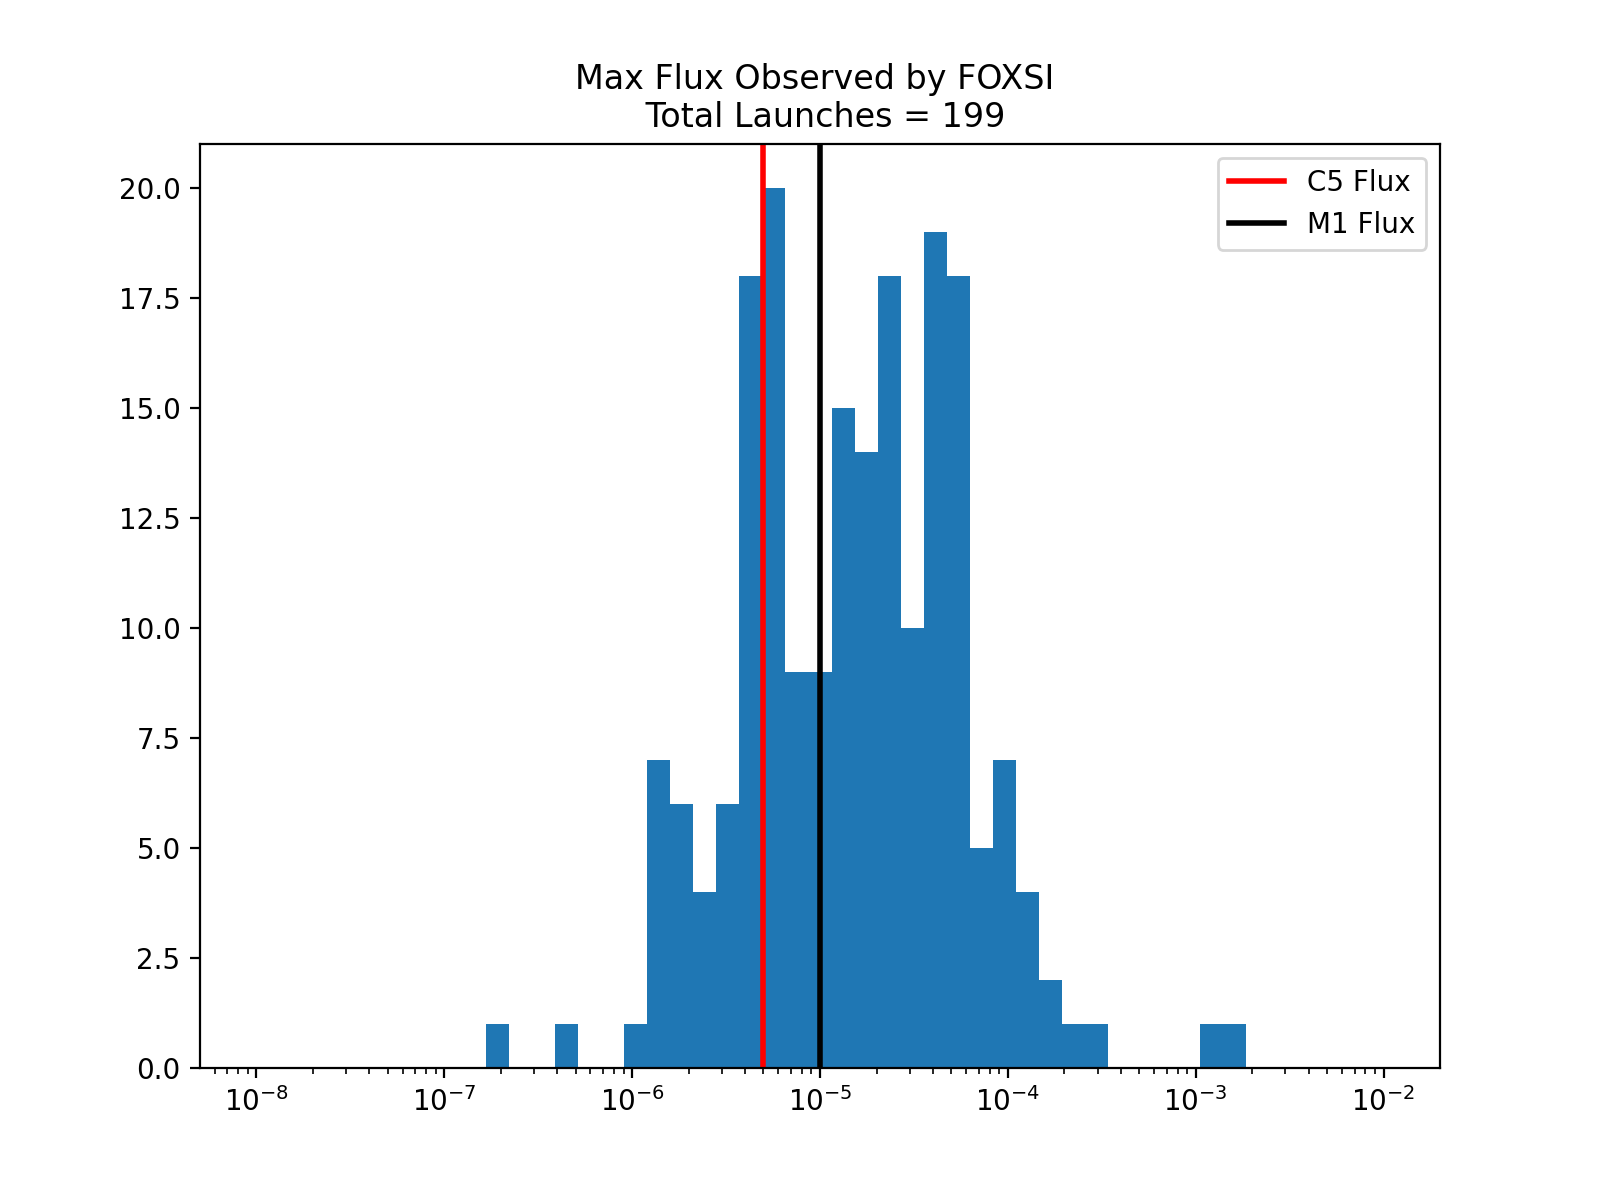 Max Flux Observed by FOXSI
Total Launches = 199
C5 Flux
M1 Flux
20.0
17.5
15.0
12.5
10.0
7.5
5.0
2.5
0.0
10⁻⁸ 10⁻⁷ 10⁻⁶ 10⁻⁵ 10⁻⁴ 10⁻³ 10⁻²